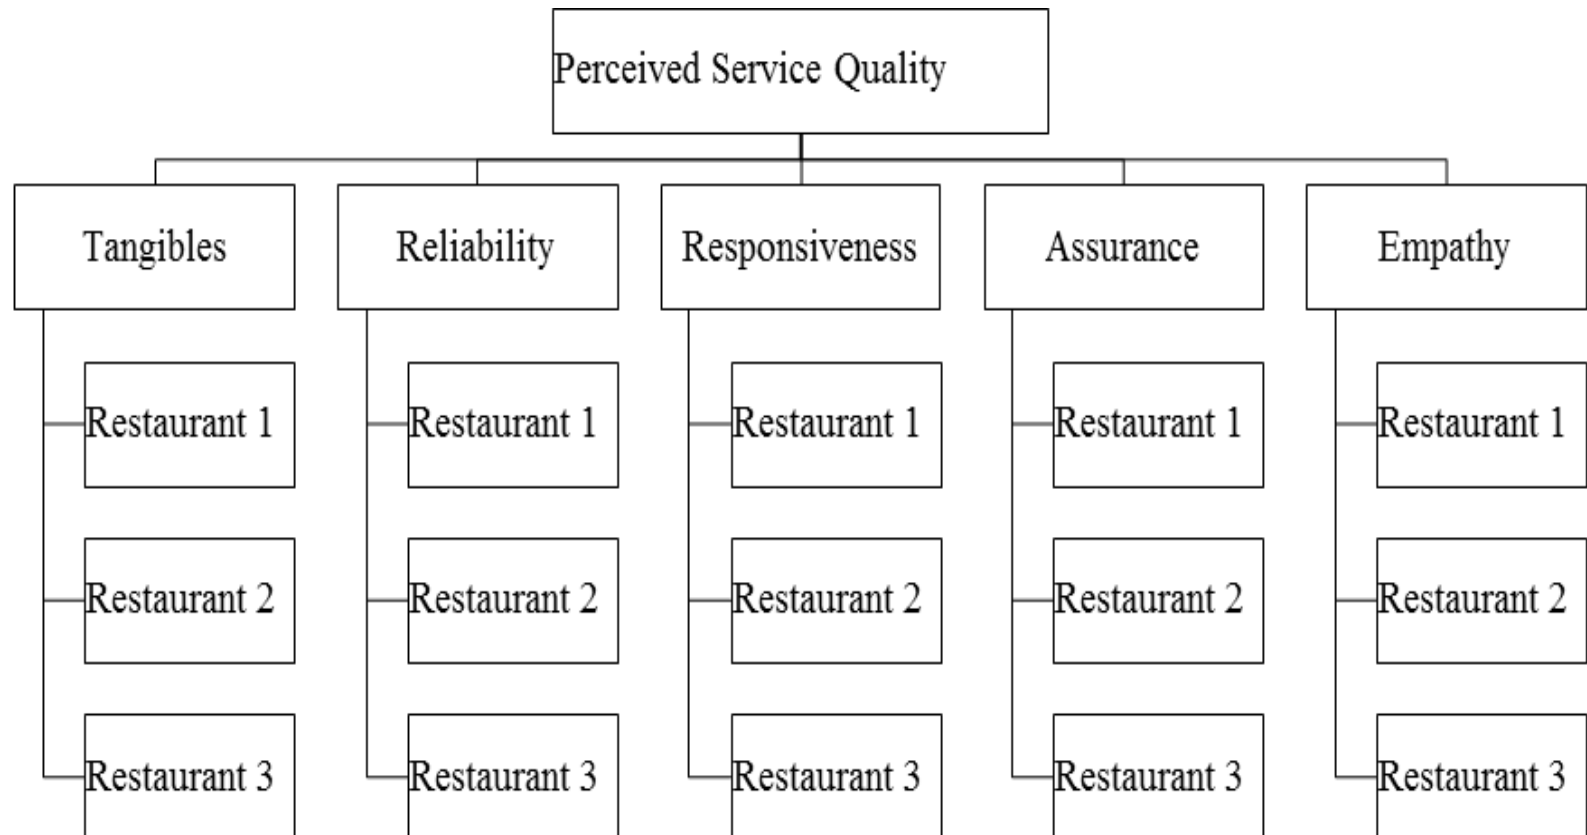 Perceived Service Quality
Tangibles
Reliability
Responsiveness
Assurance
Empathy
Restaurant 1
Restaurant 1
Restaurant 1
Restaurant 1
Restaurant 1
Restaurant 2
Restaurant 2
Restaurant 2
Restaurant 2
Restaurant 2
Restaurant 3
Restaurant 3
Restaurant 3
Restaurant 3
Restaurant 3